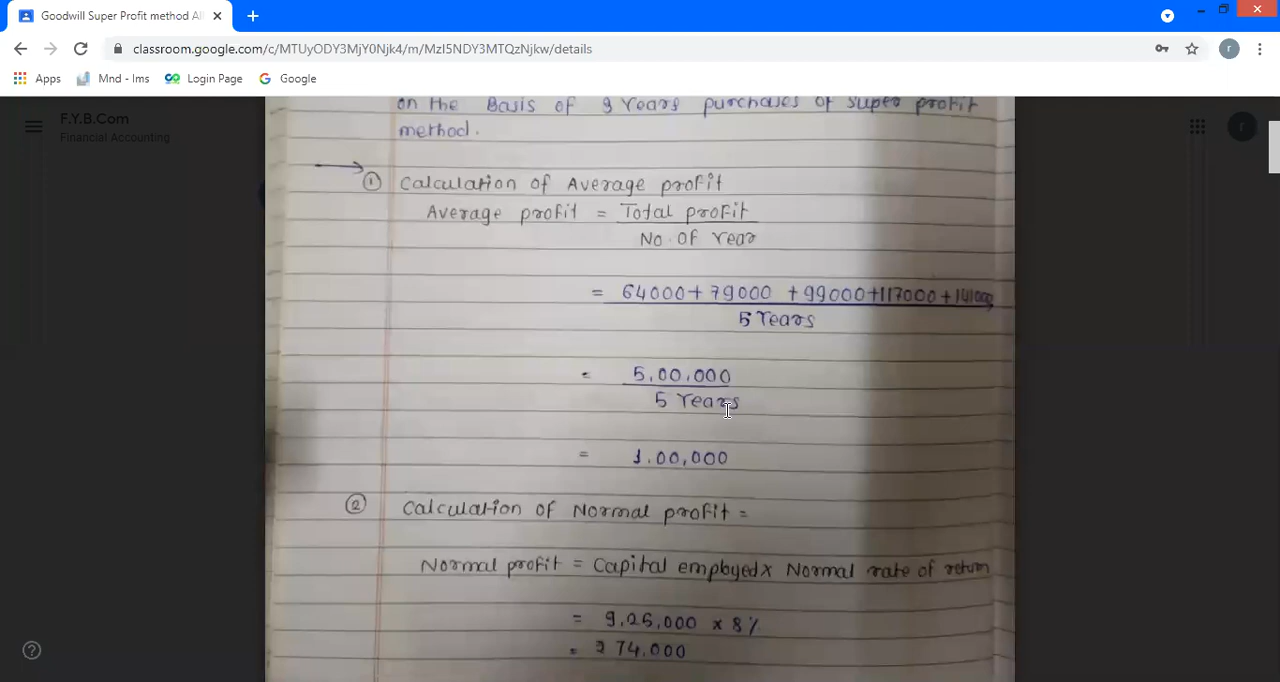 Goodwill Super Profit method Al
classroom.google.com/c/MTUyODY3MjY0Njk4/m/MzI5NDY3MTQzNjkw/details
Apps Mnd - Ims Login Page Google
F.Y.B.Com
Financial Accounting
r
on the Basis of 3 Years purchases of super profit
method.
① Calculation of Average profit
Average profit = Total profit
No. Of Year
= 64000+ 79000 +99000+117000+141000
5 Years
= 5,00,000
5 Years
= 1.00,000
② Calculation of Normal profit =
Normal profit = Capital employed x Normal rate of return
= 9,25,000 x 8%
= 274.000